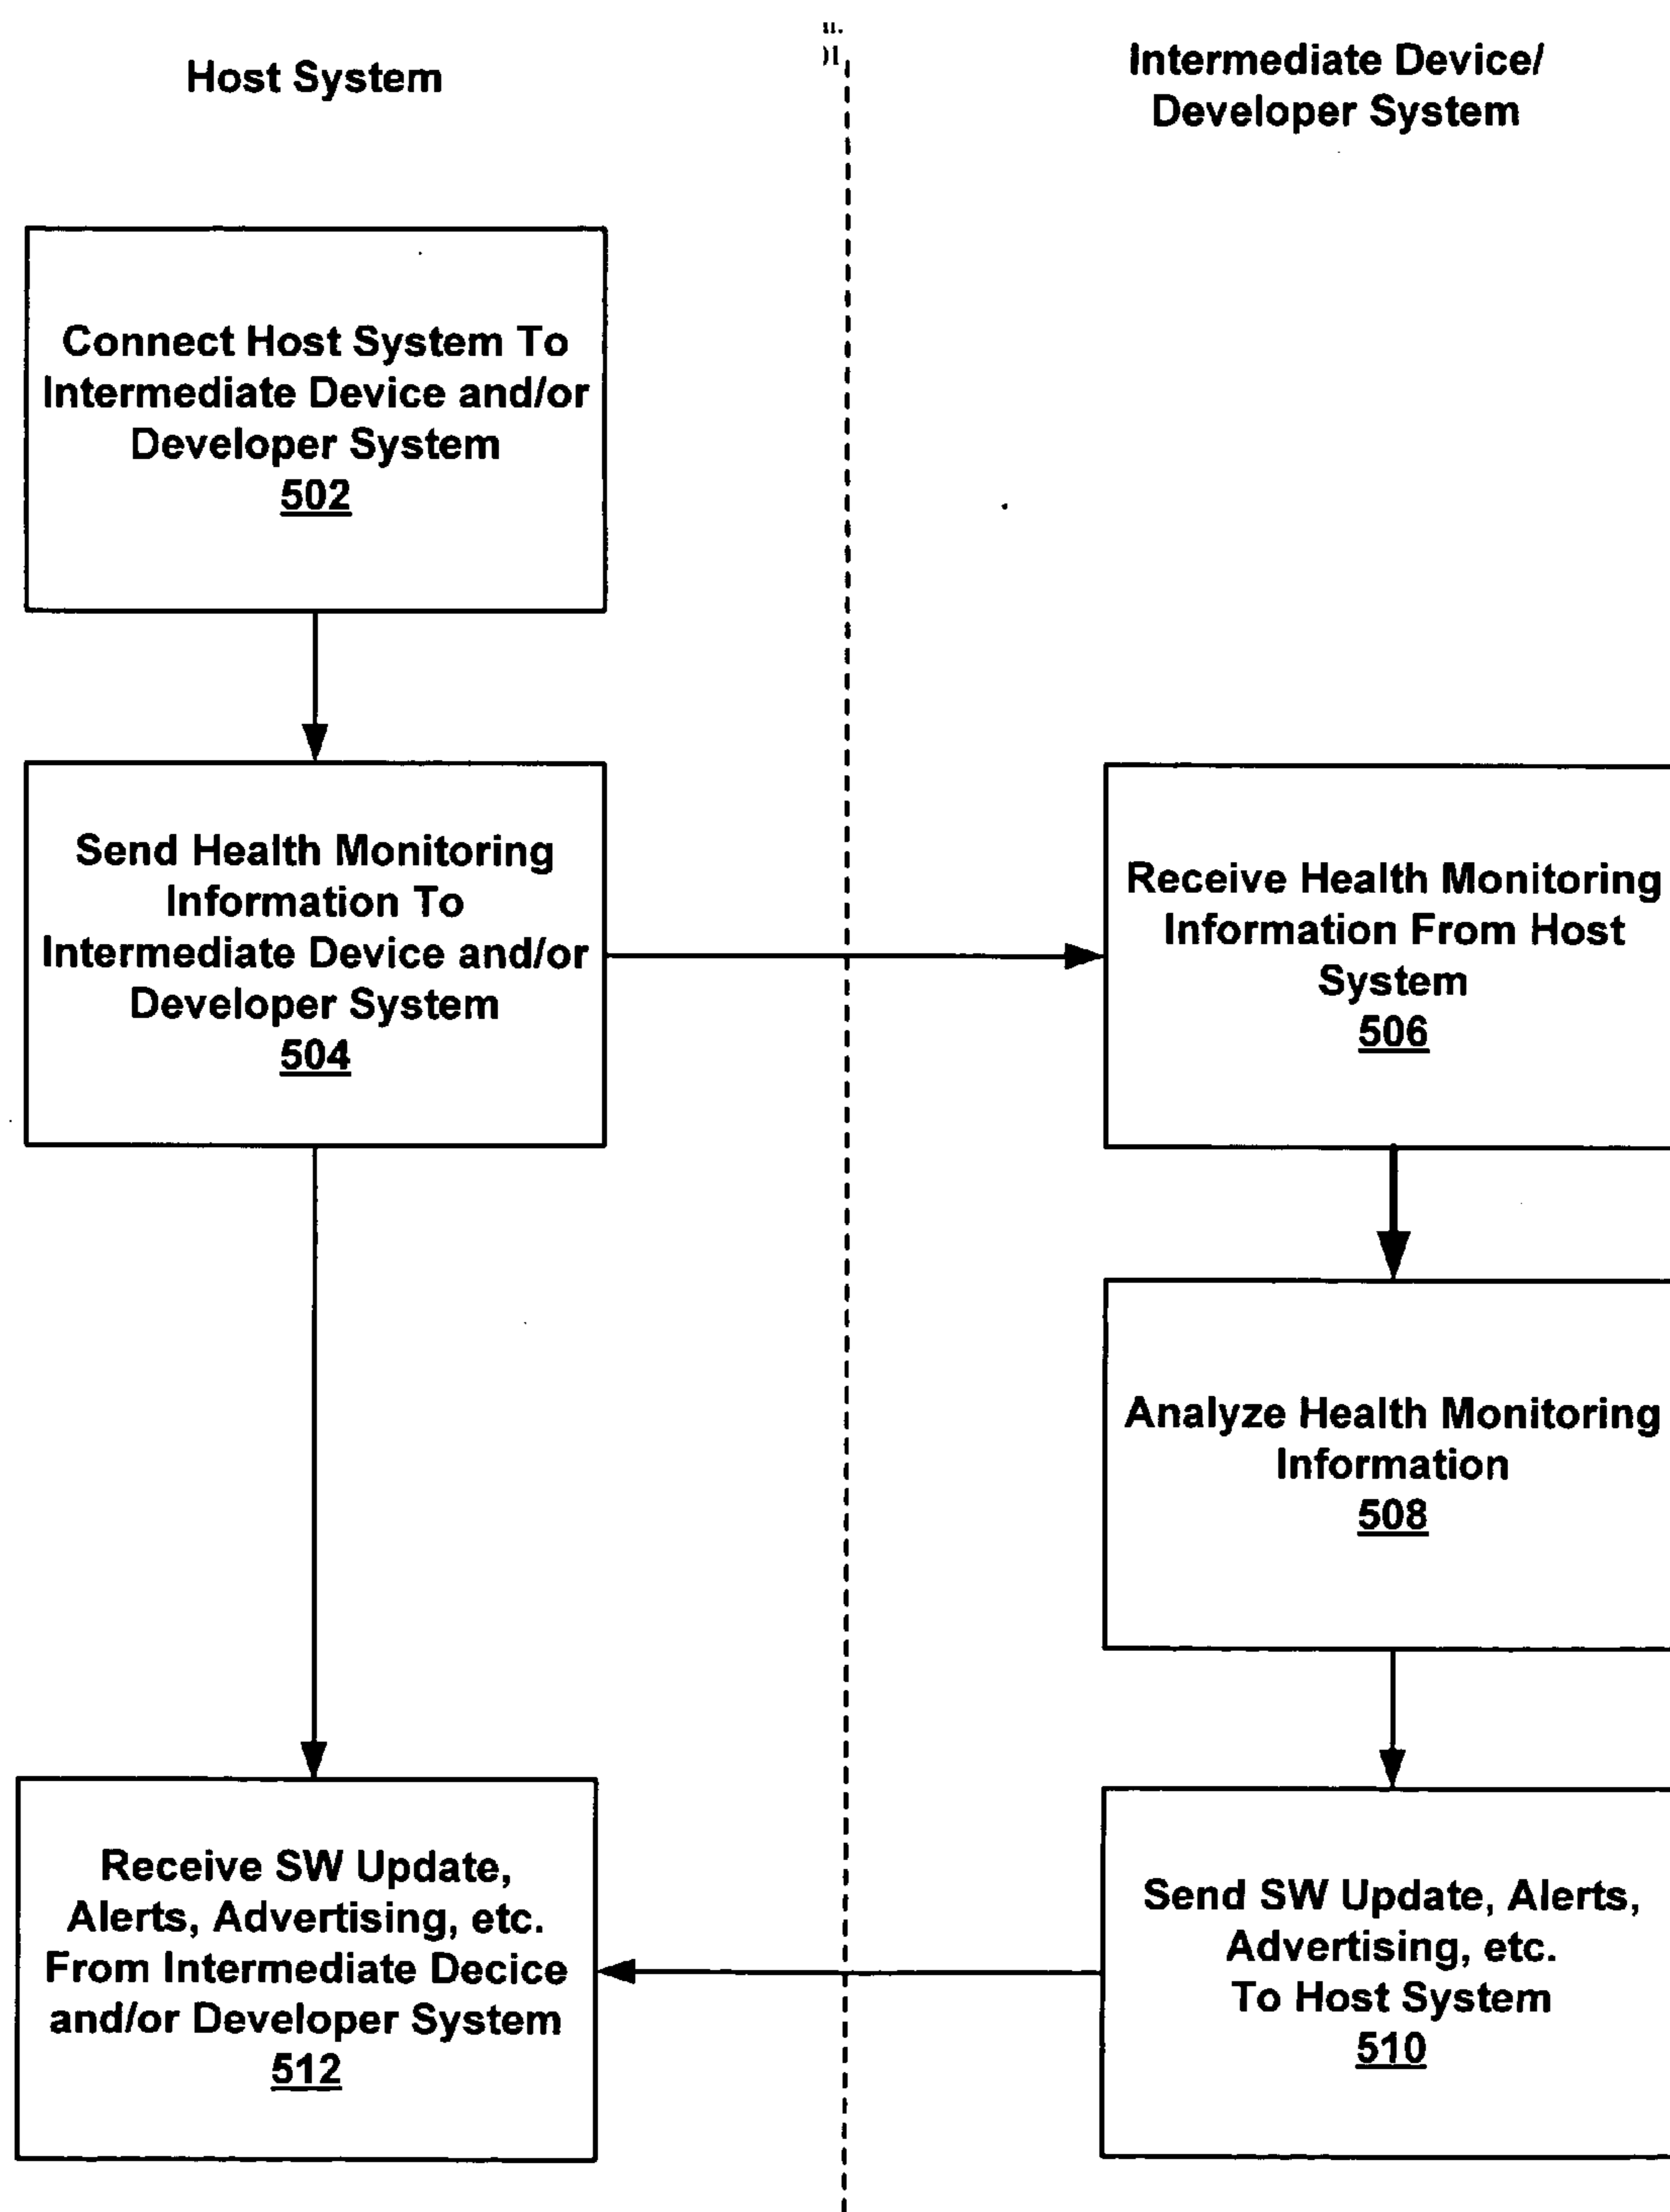 Host System
Intermediate Device/
Developer System
Connect Host System To
Intermediate Device and/or
Developer System
502
Send Health Monitoring
Information To
Intermediate Device and/or
Developer System
504
Receive Health Monitoring
Information From Host
System
506
Analyze Health Monitoring
Information
508
Send SW Update, Alerts,
Advertising, etc.
To Host System
510
Receive SW Update,
Alerts, Advertising, etc.
From Intermediate Decice
and/or Developer System
512